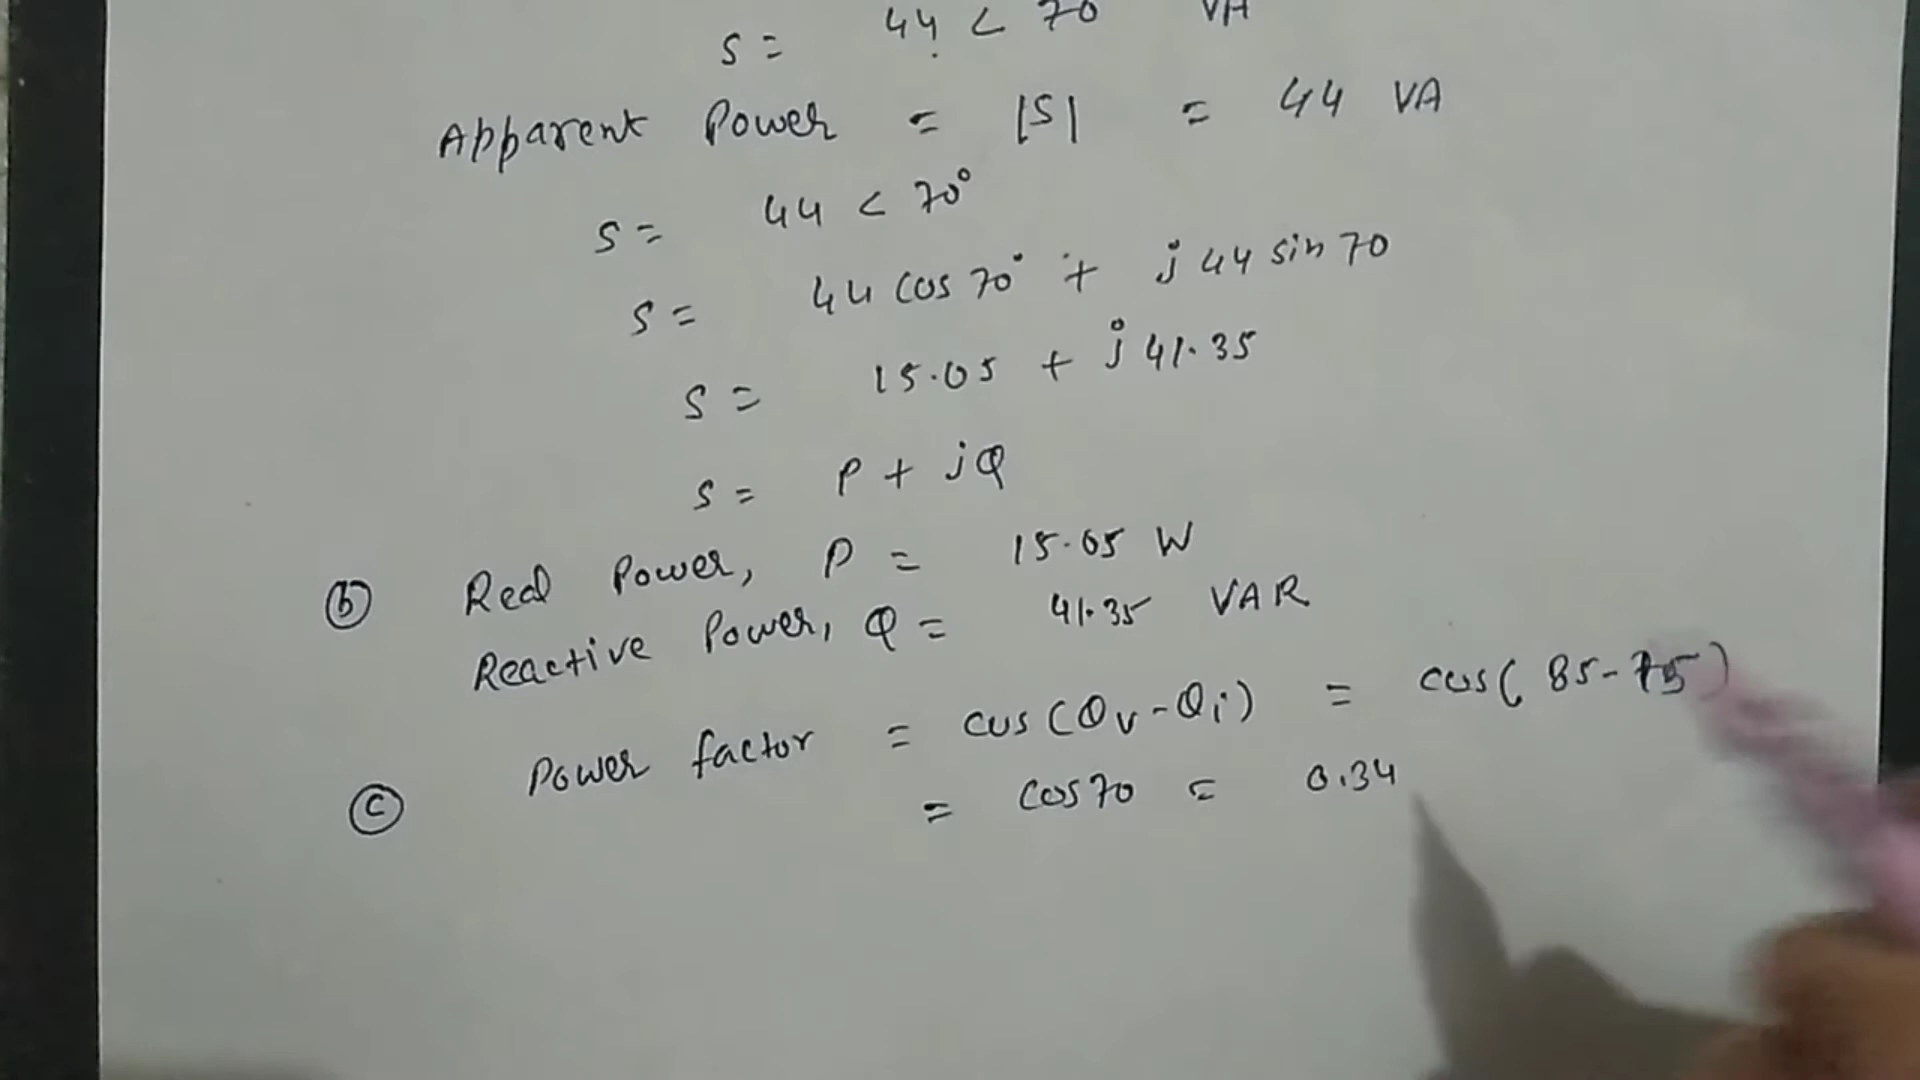 S = 44 < 70 VA
Apparent Power = |S| = 44 VA
S = 44 < 70°
S = 44 cos 70° + j 44 sin 70
S = 15.05 + j 41.35
S = P + jQ
(b) Real Power, P = 15.05 W
Reactive Power, Q = 41.35 VAR
(c) Power factor = cos(θv - θi) = cos(85-15)
= cos 70 = 0.34